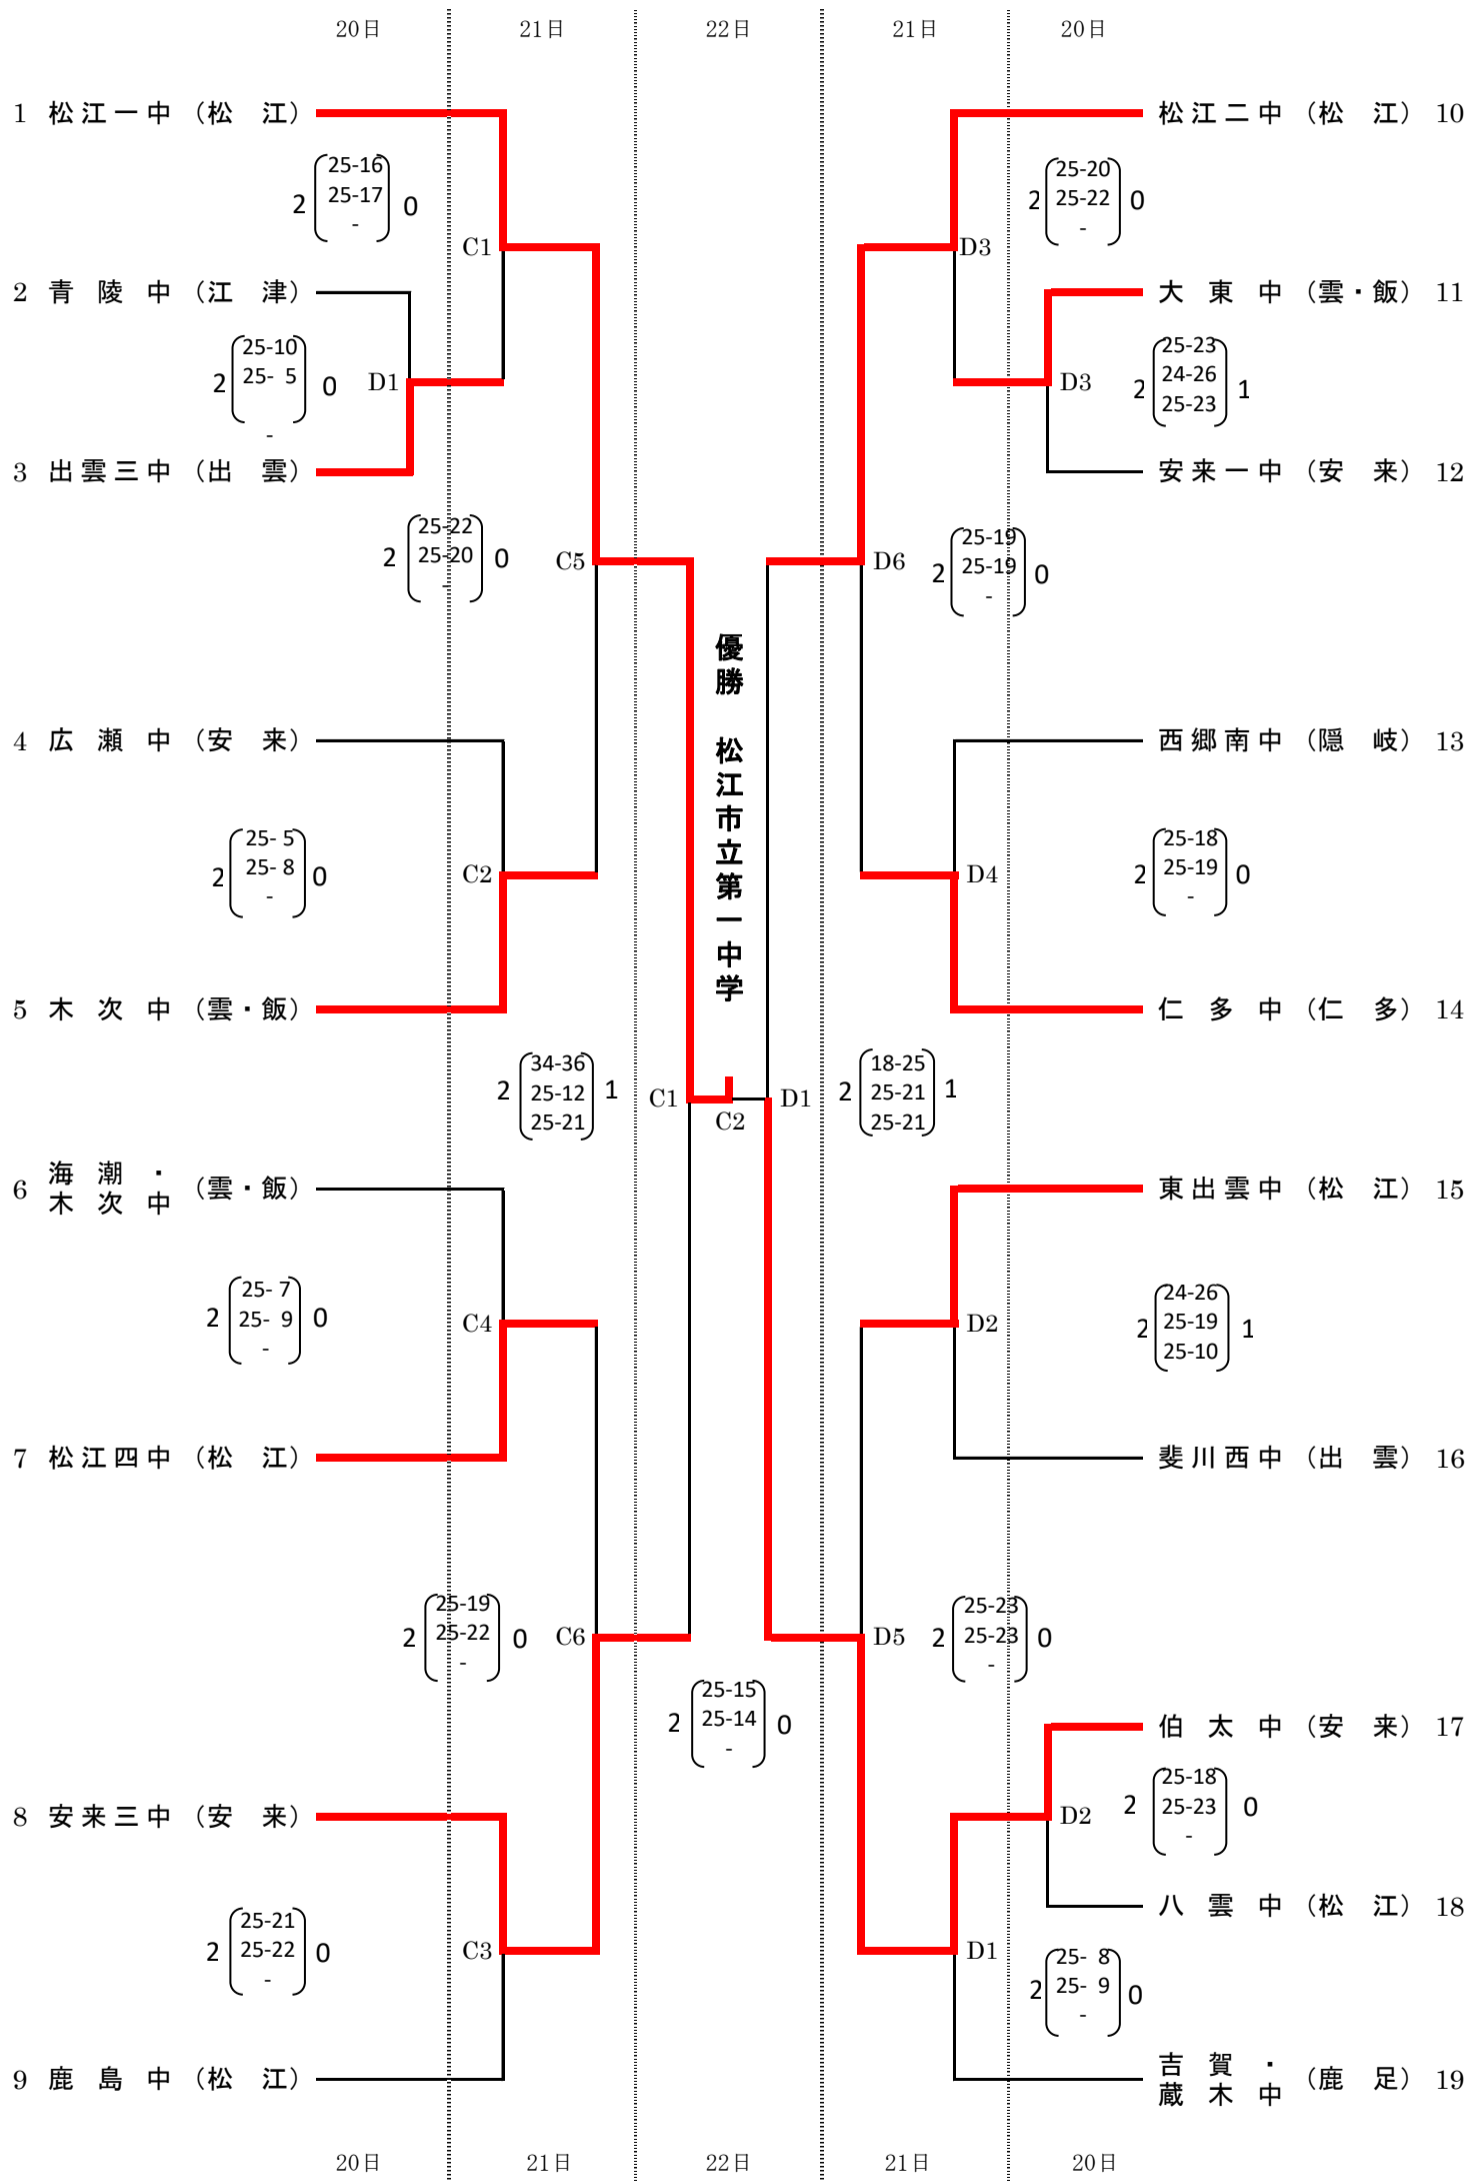 20日 21日 22日 21日 20日
1 松江一中 （松　江）
25-16
25-17
-
2 0
C1
2 青　陵　中 （江　津）
25-10
25- 5
-
2 0
D1
3 出雲三中 （出　雲）
25-22
25-20
-
2 0
C5
4 広　瀬　中 （安　来）
25- 5
25- 8
-
2 0
C2
5 木　次　中 （雲・飯）
34-36
25-12
25-21
2 1
C1
6 海　潮　・
木　次　中 （雲・飯）
25- 7
25- 9
-
2 0
C4
7 松江四中 （松　江）
25-19
25-22
-
2 0
C6
8 安来三中 （安　来）
25-21
25-22
-
2 0
C3
9 鹿　島　中 （松　江）
優勝　松江市立第一中学
C2
25-15
25-14
-
2 0
松江二中 （松　江） 10
25-20
25-22
-
2 0
D3
大　東　中 （雲・飯） 11
25-23
24-26
25-23
2 1
D3
安来一中 （安　来） 12
25-19
25-19
-
2 0
D6
西郷南中 （隠　岐） 13
25-18
25-19
-
2 0
D4
仁　多　中 （仁　多） 14
18-25
25-21
25-21
2 1
D1
東出雲中 （松　江） 15
24-26
25-19
25-10
2 1
D2
斐川西中 （出　雲） 16
25-23
25-23
-
2 0
D5
伯　太　中 （安　来） 17
25-18
25-23
-
2 0
D2
八　雲　中 （松　江） 18
25- 8
25- 9
-
2 0
D1
吉　賀　・
蔵　木　中 （鹿　足） 19
20日 21日 22日 21日 20日